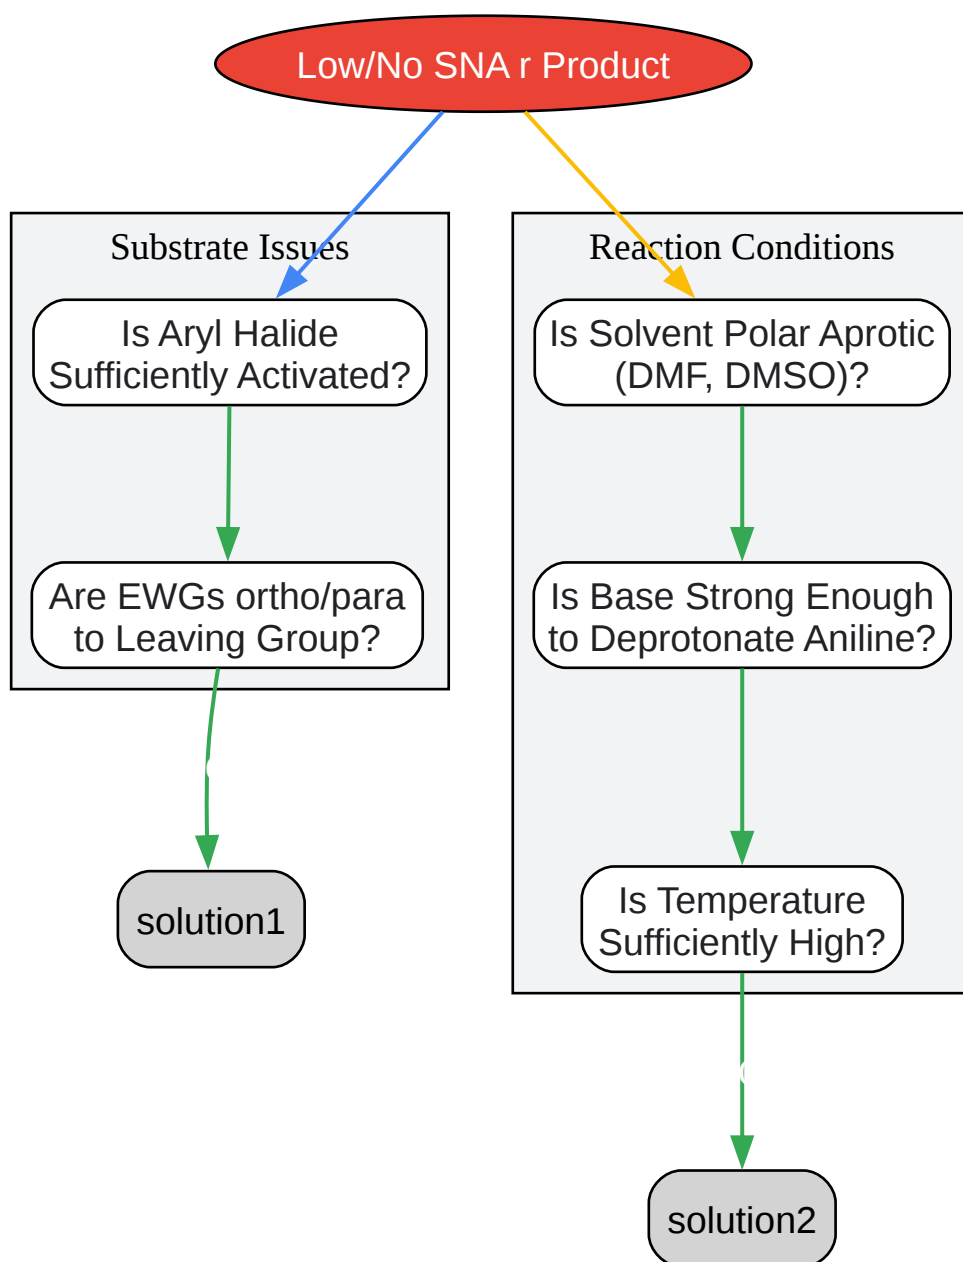 Low/No SNA r Product
Substrate Issues
Is Aryl Halide
Sufficiently Activated?
Are EWGs ortho/para
to Leaving Group?
solution1
Reaction Conditions
Is Solvent Polar Aprotic
(DMF, DMSO)?
Is Base Strong Enough
to Deprotonate Aniline?
Is Temperature
Sufficiently High?
solution2